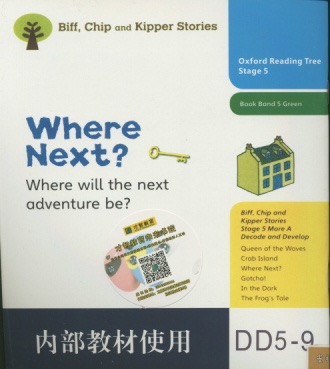 Biff, Chip and Kipper Stories
Oxford Reading Tree
Stage 5
Book Band 5 Green
Where
Next?
Where will the next
adventure be?
Biff, Chip and
Kipper Stories
Stage 5 More A
Decode and Develop
Queen of the Waves
Crab Island
Where Next?
Gotcha!
In the Dark
The Frog's Tale
内部教材使用
DD5-9